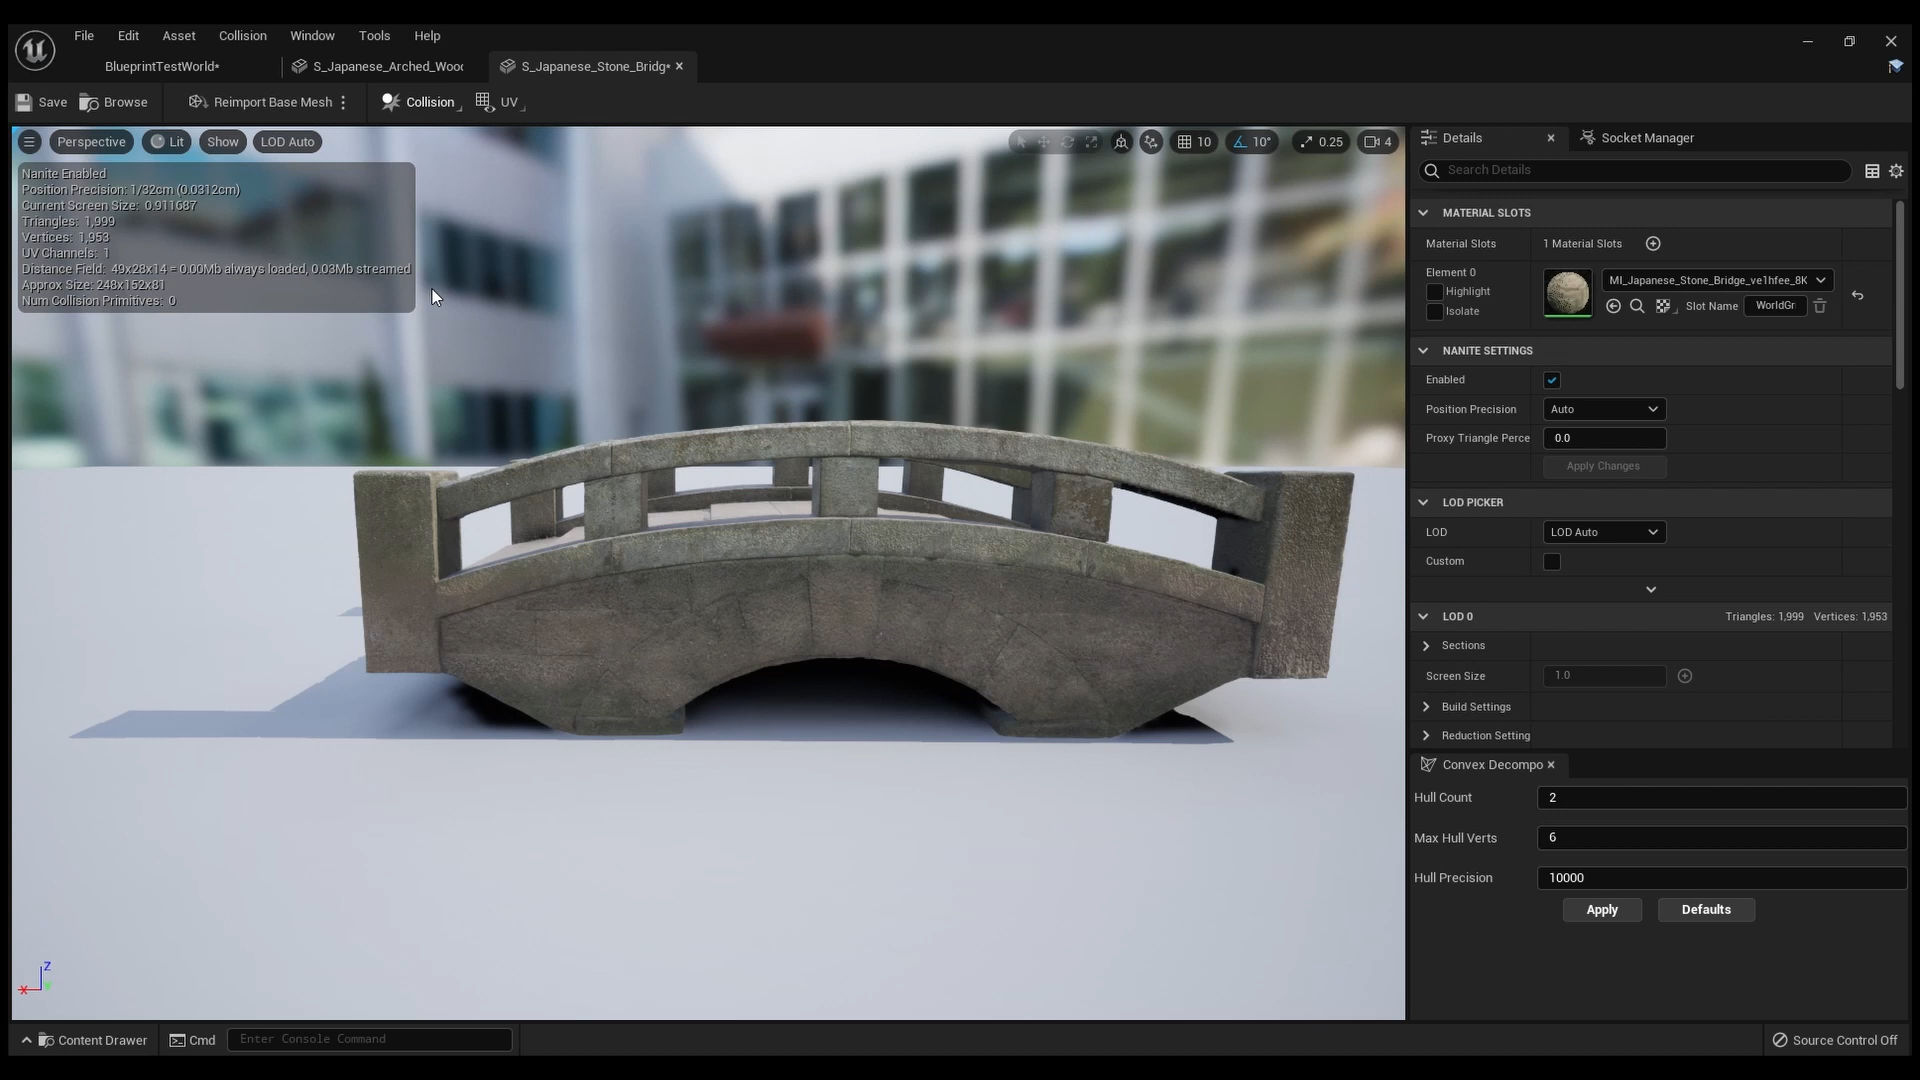 File Edit Asset Collision Window Tools Help
BlueprintTestWorld* S_Japanese_Arched_Wood S_Japanese_Stone_Bridg*
Save Browse Reimport Base Mesh Collision UV
Perspective Lit Show LOD Auto 10 10° 0.25 4
Nanite Enabled
Position Precision: 1/32cm (0.0312cm)
Current Screen Size: 0.911687
Triangles: 1,999
Vertices: 1,953
UV Channels: 1
Distance Field: 49x28x14 = 0.00Mb always loaded, 0.03Mb streamed
Approx Size: 248x152x81
Num Collision Primitives: 0
Z
X
Details Socket Manager
Search Details
MATERIAL SLOTS
Material Slots 1 Material Slots
Element 0
Highlight
Isolate
MI_Japanese_Stone_Bridge_ve1hfee_8K
Slot Name WorldGr
NANITE SETTINGS
Enabled
Position Precision Auto
Proxy Triangle Perce 0.0
Apply Changes
LOD PICKER
LOD LOD Auto
Custom
LOD 0 Triangles: 1,999 Vertices: 1,953
Sections
Screen Size 1.0
Build Settings
Reduction Setting
Convex Decompo
Hull Count 2
Max Hull Verts 6
Hull Precision 10000
Apply Defaults
Content Drawer Cmd Enter Console Command Source Control Off